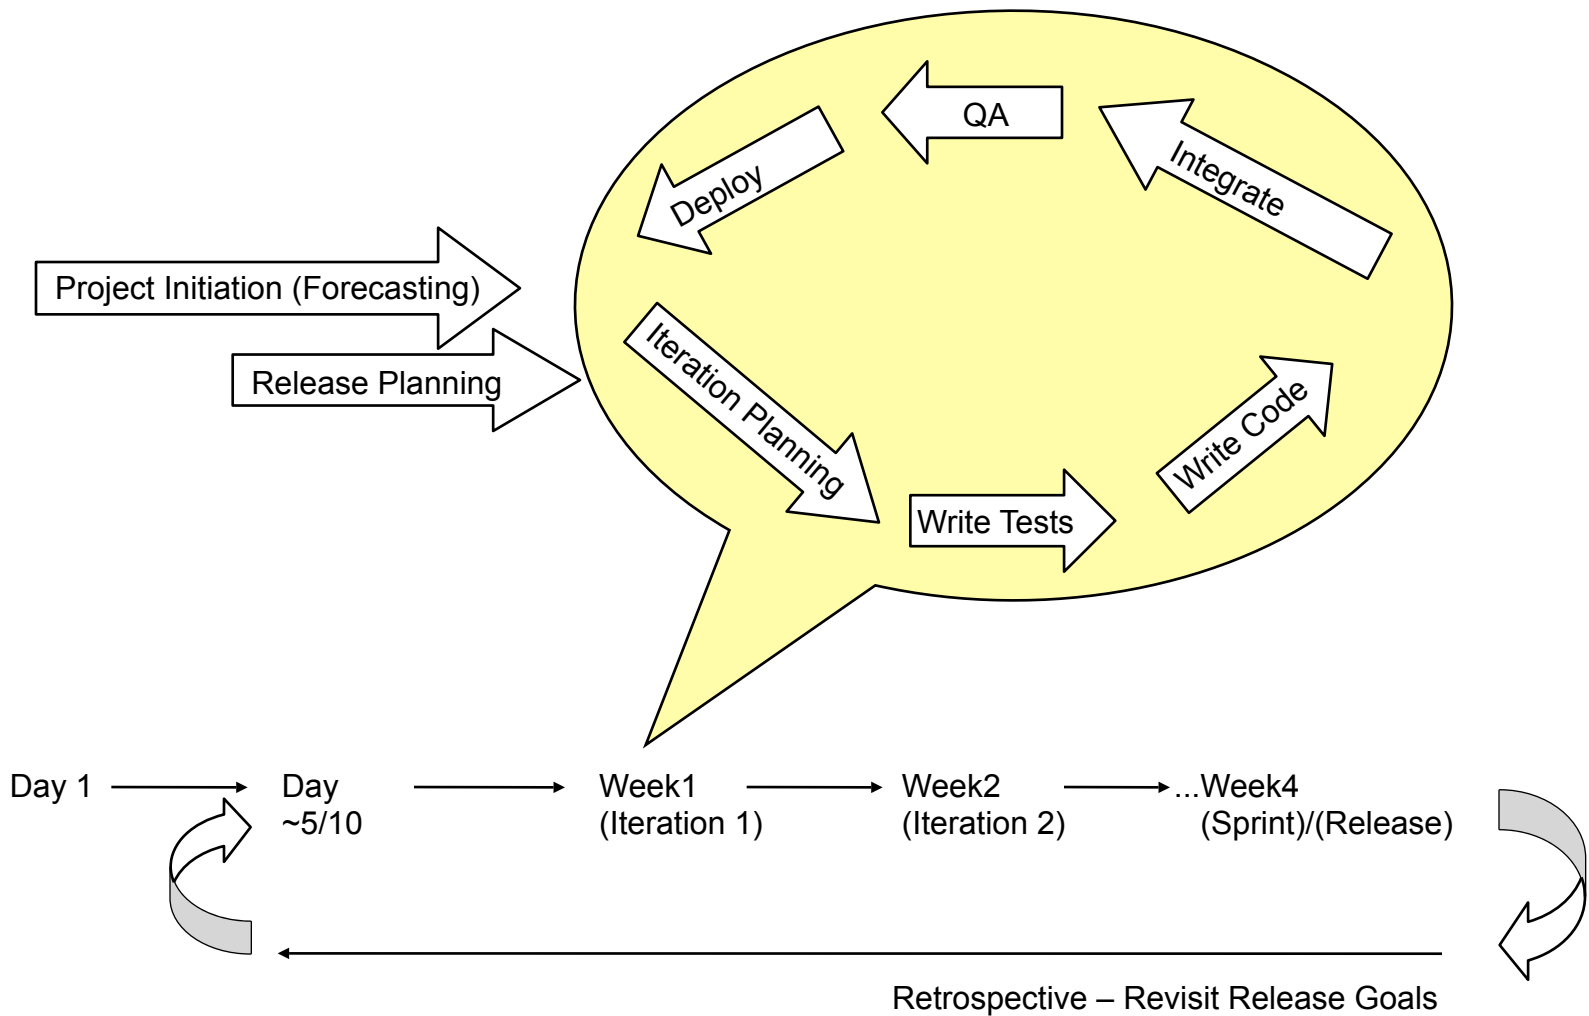 QA
Integrate
Deploy
Project Initiation (Forecasting)
Release Planning
Iteration Planning
Write Code
Write Tests
Day 1
Day
~5/10
Week1
(Iteration 1)
Week2
(Iteration 2)
...Week4
(Sprint)/(Release)
Retrospective – Revisit Release Goals